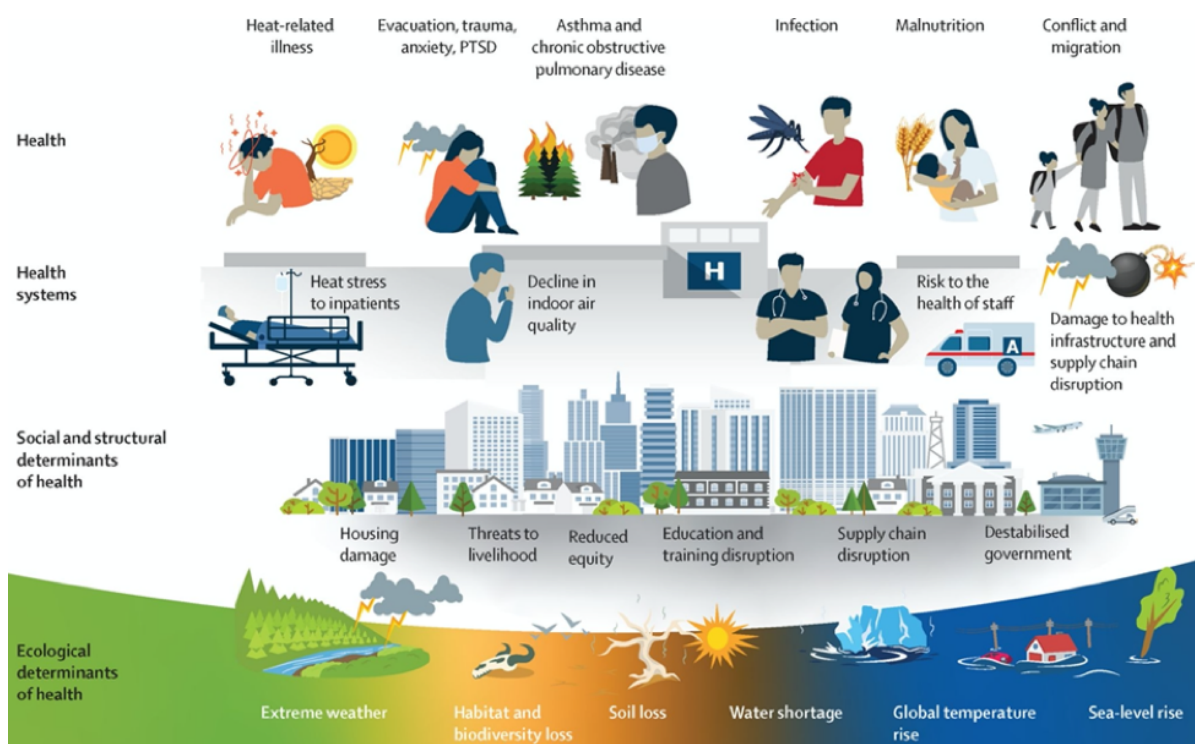 Heat-related
illness
Evacuation, trauma,
anxiety, PTSD
Asthma and
chronic obstructive
pulmonary disease
Infection
Malnutrition
Conflict and
migration
Health
Health
systems
Heat stress
to inpatients
Decline in
indoor air
quality
H
Risk to the
health of staff
A
Damage to health
infrastructure and
supply chain
disruption
Social and structural
determinants
of health
Housing
damage
Threats to
livelihood
Reduced
equity
Education and
training disruption
Supply chain
disruption
Destabilised
government
Ecological
determinants
of health
Extreme weather
Habitat and
biodiversity loss
Soil loss
Water shortage
Global temperature
rise
Sea-level rise